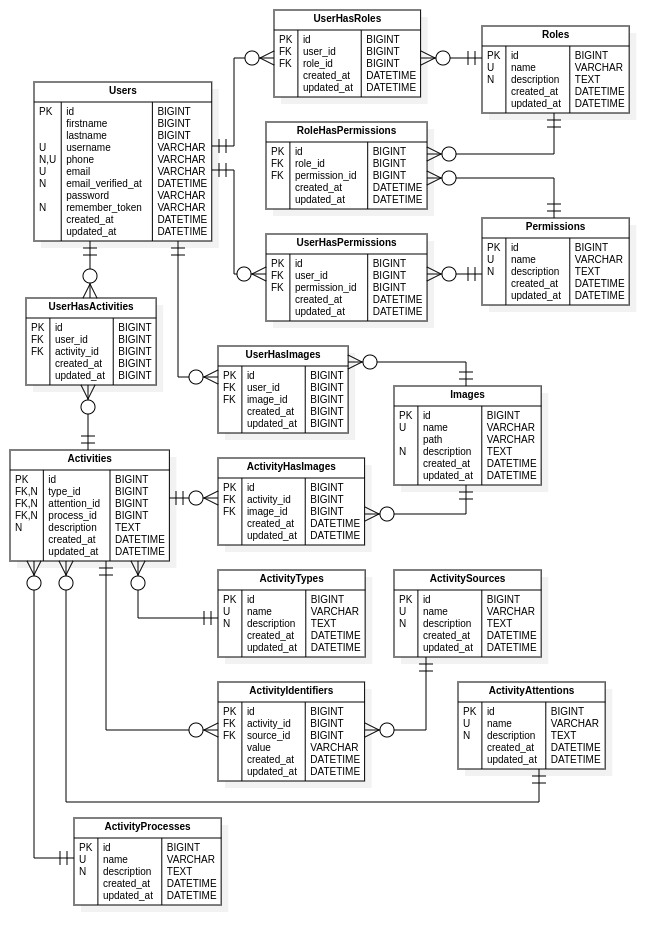 UserHasRoles
PK id BIGINT
FK user_id BIGINT
FK role_id BIGINT
created_at DATETIME
updated_at DATETIME
Roles
PK id BIGINT
U name VARCHAR
N description TEXT
created_at DATETIME
updated_at DATETIME
Users
PK id BIGINT
firstname BIGINT
lastname BIGINT
U username VARCHAR
N,U phone VARCHAR
U email VARCHAR
N email_verified_at DATETIME
password VARCHAR
N remember_token VARCHAR
created_at DATETIME
updated_at DATETIME
RoleHasPermissions
PK id BIGINT
FK role_id BIGINT
FK permission_id BIGINT
created_at DATETIME
updated_at DATETIME
Permissions
PK id BIGINT
U name VARCHAR
N description TEXT
created_at DATETIME
updated_at DATETIME
UserHasPermissions
PK id BIGINT
FK user_id BIGINT
FK permission_id BIGINT
created_at DATETIME
updated_at DATETIME
UserHasActivities
PK id BIGINT
FK user_id BIGINT
FK activity_id BIGINT
created_at BIGINT
updated_at BIGINT
UserHasImages
PK id BIGINT
FK user_id BIGINT
FK image_id BIGINT
created_at BIGINT
updated_at BIGINT
Images
PK id BIGINT
U name VARCHAR
path VARCHAR
N description TEXT
created_at DATETIME
updated_at DATETIME
Activities
PK id BIGINT
FK,N type_id BIGINT
FK,N attention_id BIGINT
FK,N process_id BIGINT
N description TEXT
created_at DATETIME
updated_at DATETIME
ActivityHasImages
PK id BIGINT
FK activity_id BIGINT
FK image_id BIGINT
created_at DATETIME
updated_at DATETIME
ActivityTypes
PK id BIGINT
U name VARCHAR
N description TEXT
created_at DATETIME
updated_at DATETIME
ActivitySources
PK id BIGINT
U name VARCHAR
N description TEXT
created_at DATETIME
updated_at DATETIME
ActivityIdentifiers
PK id BIGINT
FK activity_id BIGINT
FK source_id BIGINT
value VARCHAR
created_at DATETIME
updated_at DATETIME
ActivityAttentions
PK id BIGINT
U name VARCHAR
N description TEXT
created_at DATETIME
updated_at DATETIME
ActivityProcesses
PK id BIGINT
U name VARCHAR
N description TEXT
created_at DATETIME
updated_at DATETIME